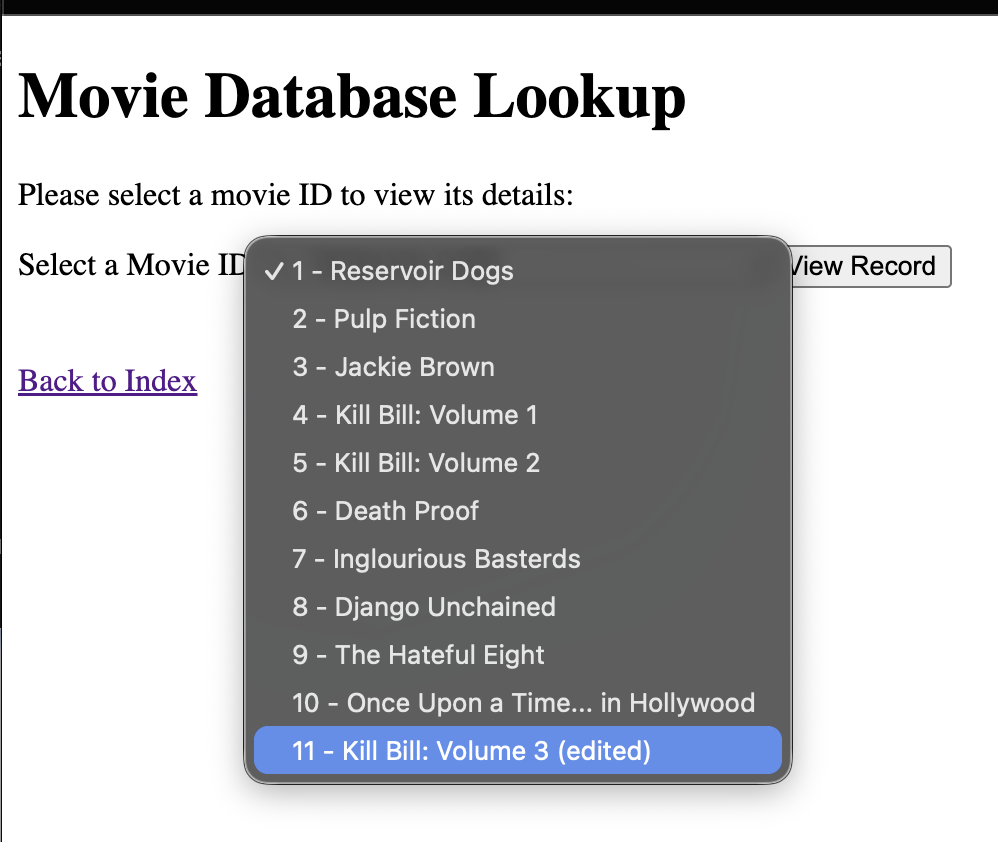 Movie Database Lookup
Please select a movie ID to view its details:
Select a Movie ID
✓ 1 - Reservoir Dogs
View Record
2 - Pulp Fiction
3 - Jackie Brown
Back to Index
4 - Kill Bill: Volume 1
5 - Kill Bill: Volume 2
6 - Death Proof
7 - Inglourious Basterds
8 - Django Unchained
9 - The Hateful Eight
10 - Once Upon a Time... in Hollywood
11 - Kill Bill: Volume 3 (edited)